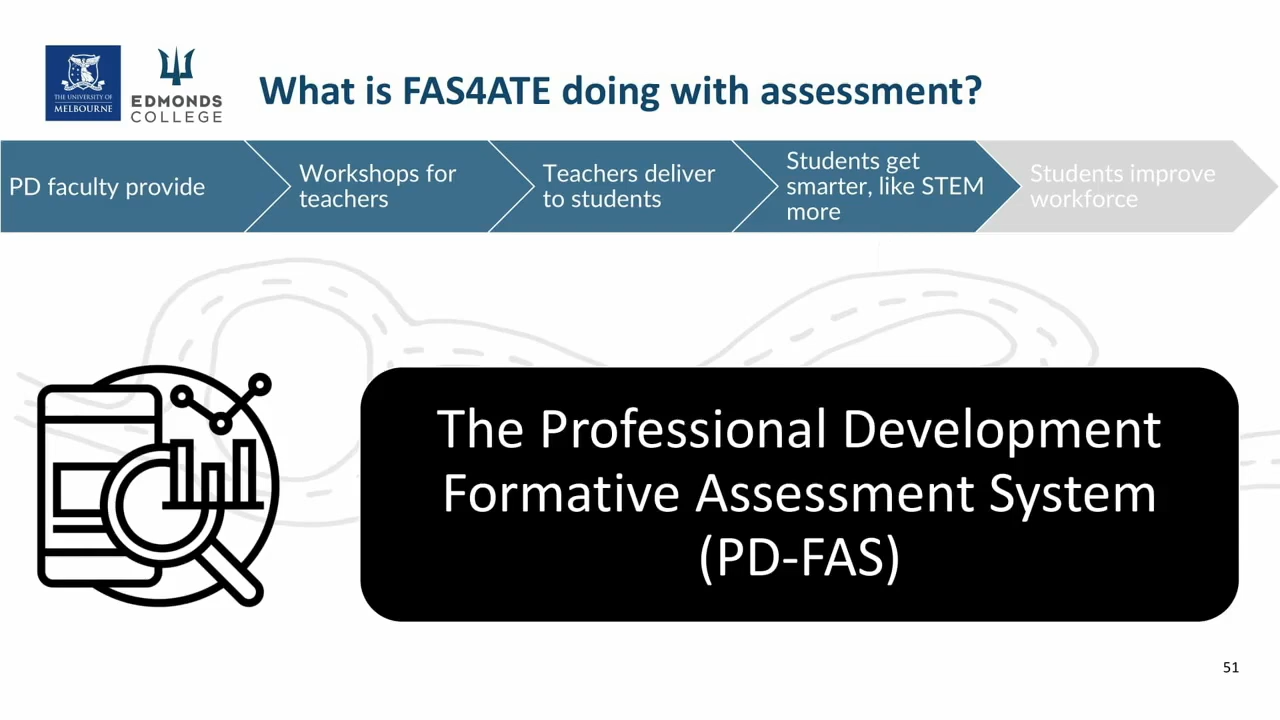 THE UNIVERSITY OF
MELBOURNE
EDMONDS
COLLEGE
What is FAS4ATE doing with assessment?
PD faculty provide
Workshops for
teachers
Teachers deliver
to students
Students get
smarter, like STEM
more
Students improve
workforce
The Professional Development
Formative Assessment System
(PD-FAS)
51